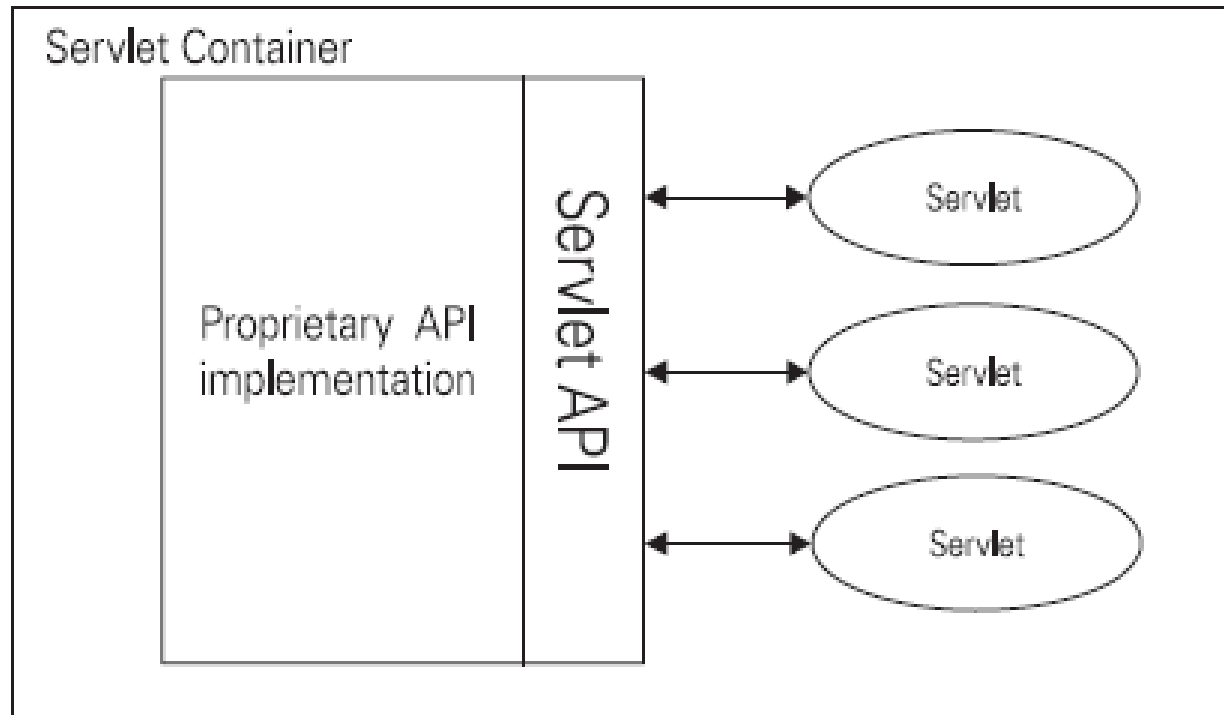 Servlet Container
Proprietary API
implementation
Servlet API
Servlet
Servlet
Servlet